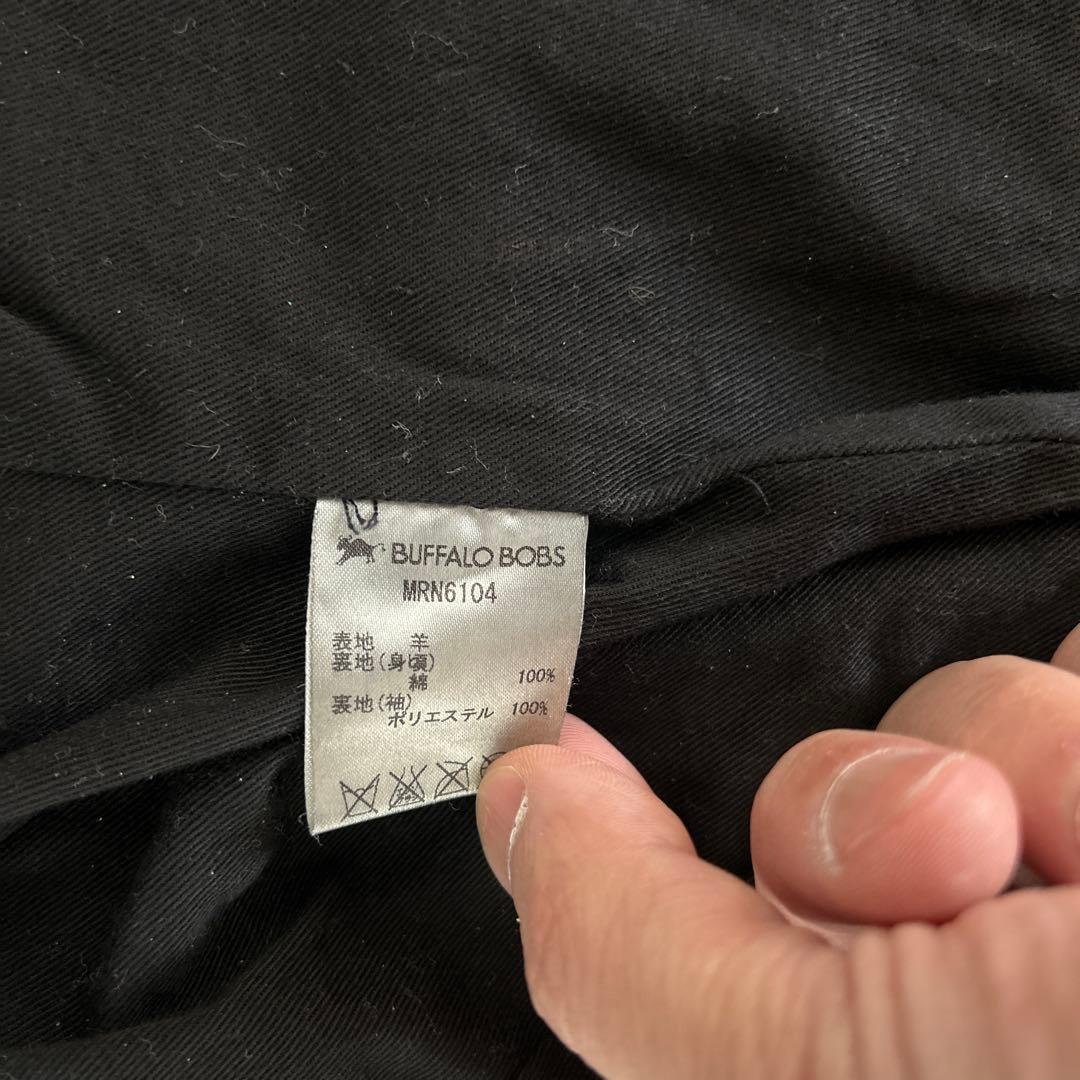 BUFFALO BOBS
MRN6104
表地 羊
裏地(身頃)
綿 100%
裏地(袖)
ポリエステル 100%